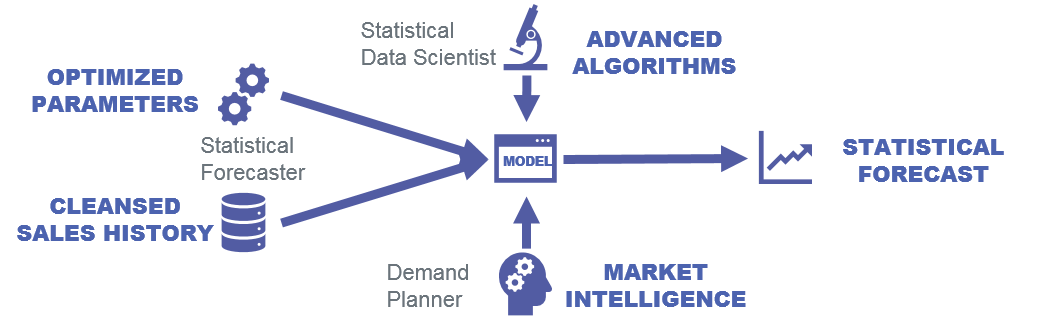 OPTIMIZED
PARAMETERS
Statistical
Forecaster
CLEANSED
SALES HISTORY
Statistical
Data Scientist
ADVANCED
ALGORITHMS
MODEL
Demand
Planner
MARKET
INTELLIGENCE
STATISTICAL
FORECAST